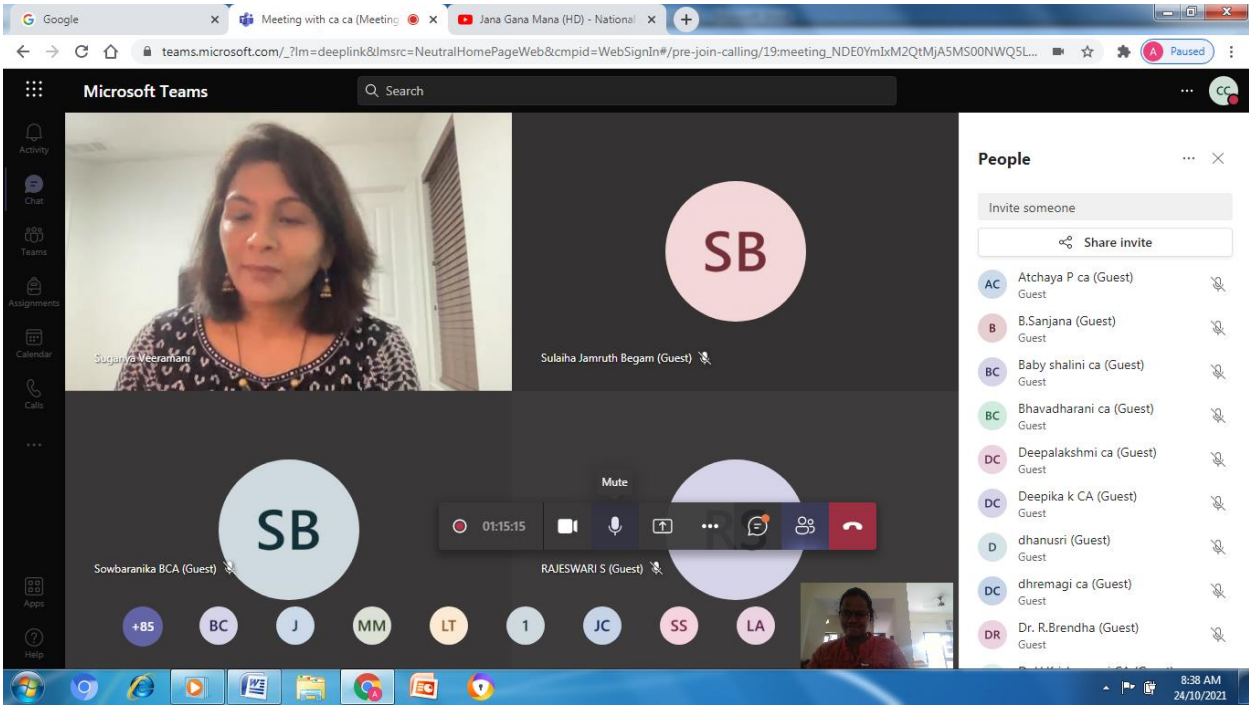 Google
Meeting with ca ca (Meeting
Jana Gana Mana (HD) - National
teams.microsoft.com/_?lm=deeplink&lmsrc=NeutralHomePageWeb&cmpid=WebSignIn#/pre-join-calling/19:meeting_NDE0YmIxM2QtMjA5MS00NWQ5L...
A
Paused
Microsoft Teams
Search
CC
Activity
Chat
Teams
Assignments
Calendar
Calls
Apps
Help
Suganya Veeramani
SB
Sulaiha Jamruth Begam (Guest)
SB
Sowbaranika BCA (Guest)
RS
RAJESWARI S (Guest)
Mute
01:15:15
+85
BC
J
MM
LT
1
JC
SS
LA
People
Invite someone
Share invite
AC
Atchaya P ca (Guest)
Guest
B
B.Sanjana (Guest)
Guest
BC
Baby shalini ca (Guest)
Guest
BC
Bhavadharani ca (Guest)
Guest
DC
Deepalakshmi ca (Guest)
Guest
DC
Deepika k CA (Guest)
Guest
D
dhanusri (Guest)
Guest
DC
dhremagi ca (Guest)
Guest
DR
Dr. R.Brendha (Guest)
Guest
8:38 AM
24/10/2021